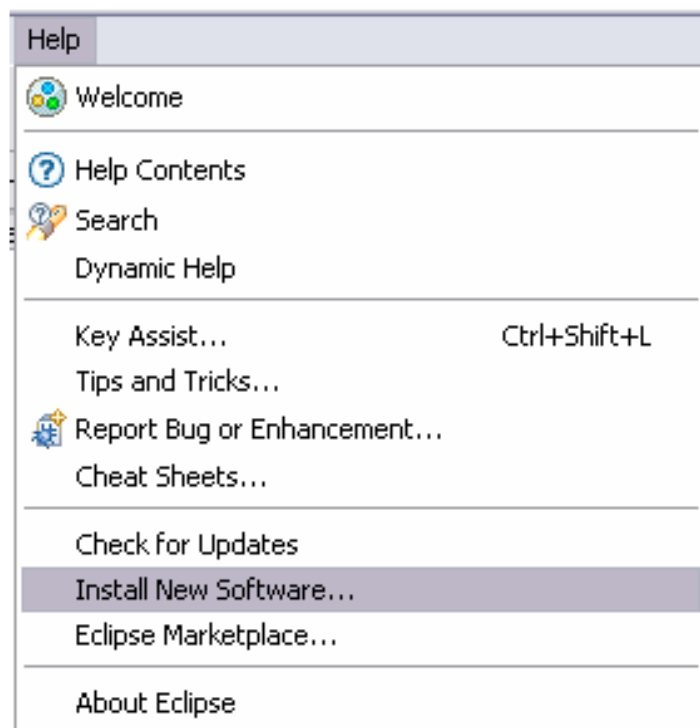 Help
Welcome
Help Contents
Search
Dynamic Help
Key Assist... Ctrl+Shift+L
Tips and Tricks...
Report Bug or Enhancement...
Cheat Sheets...
Check for Updates
Install New Software...
Eclipse Marketplace...
About Eclipse